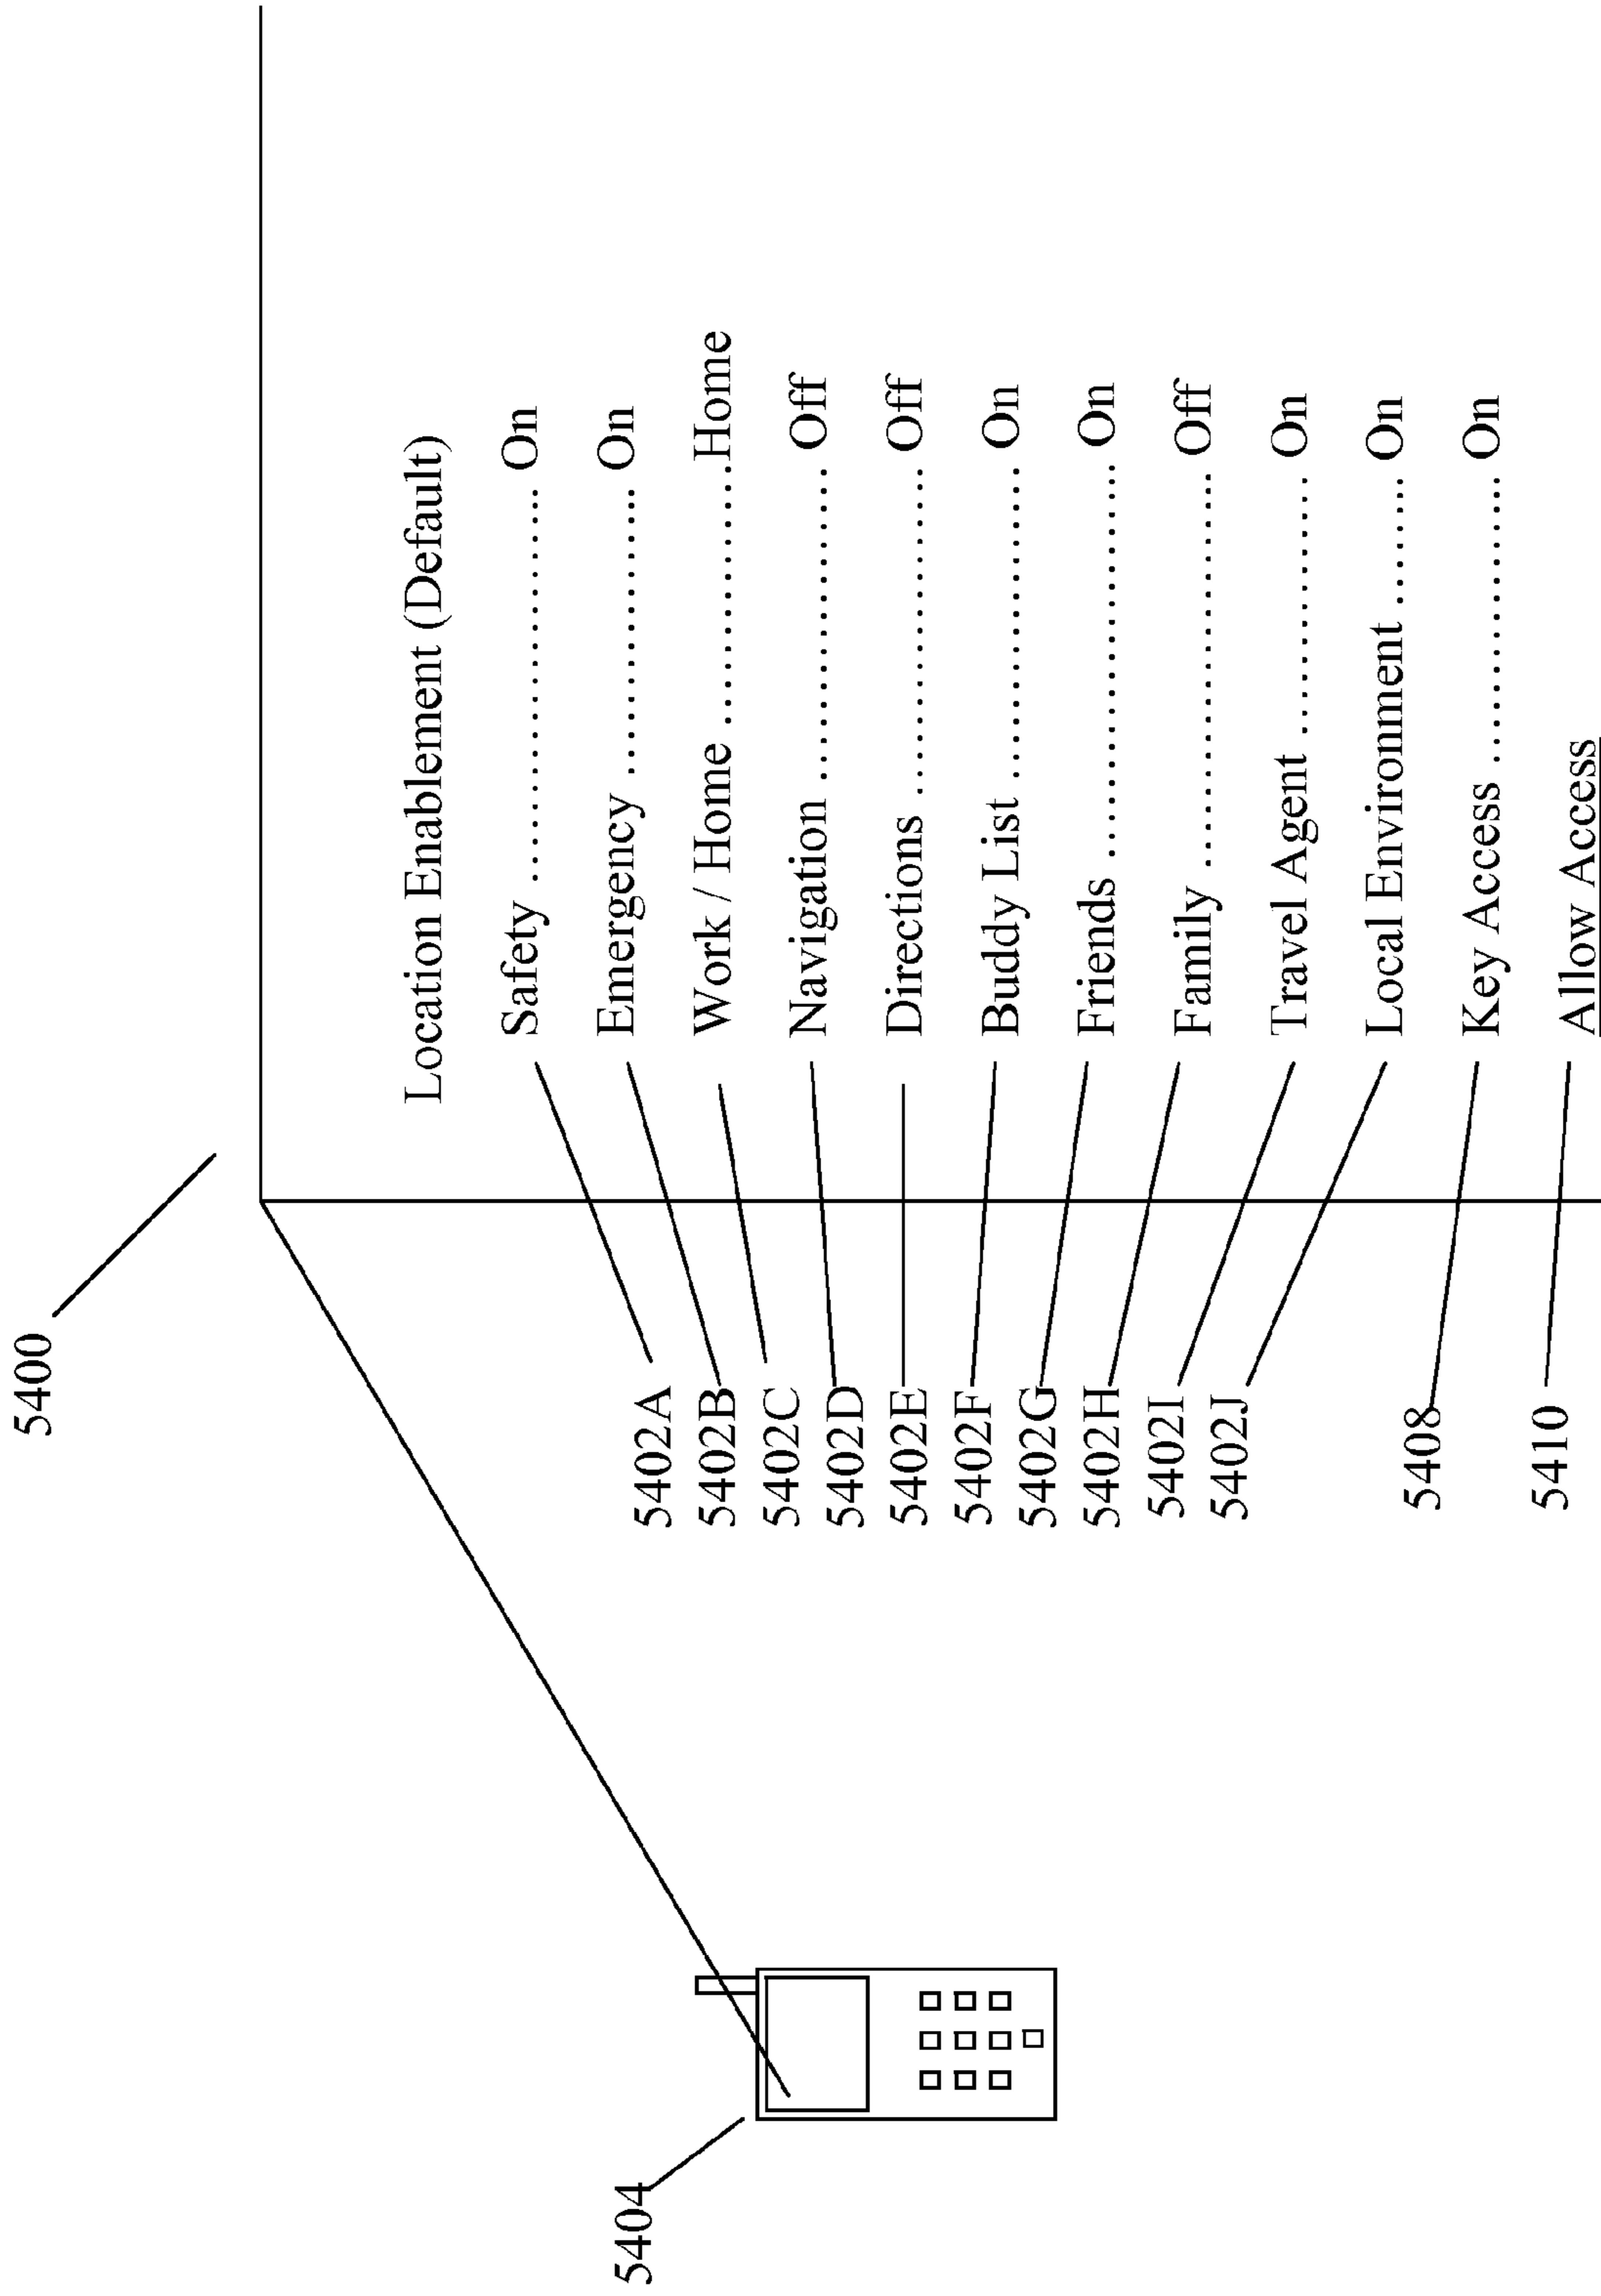 5400
Location Enablement (Default)
5402A Safety ...................... On
5402B Emergency ................ On
5402C Work / Home ...............Home
5402D Navigation .................. Off
5402E Directions ................... Off
5402F Buddy List .................. On
5402G Friends ...................... On
5402H Family ...................... Off
5402I Travel Agent ............... On
5402J Local Environment ........ On
5408 Key Access ................. On
5410 Allow Access
5404